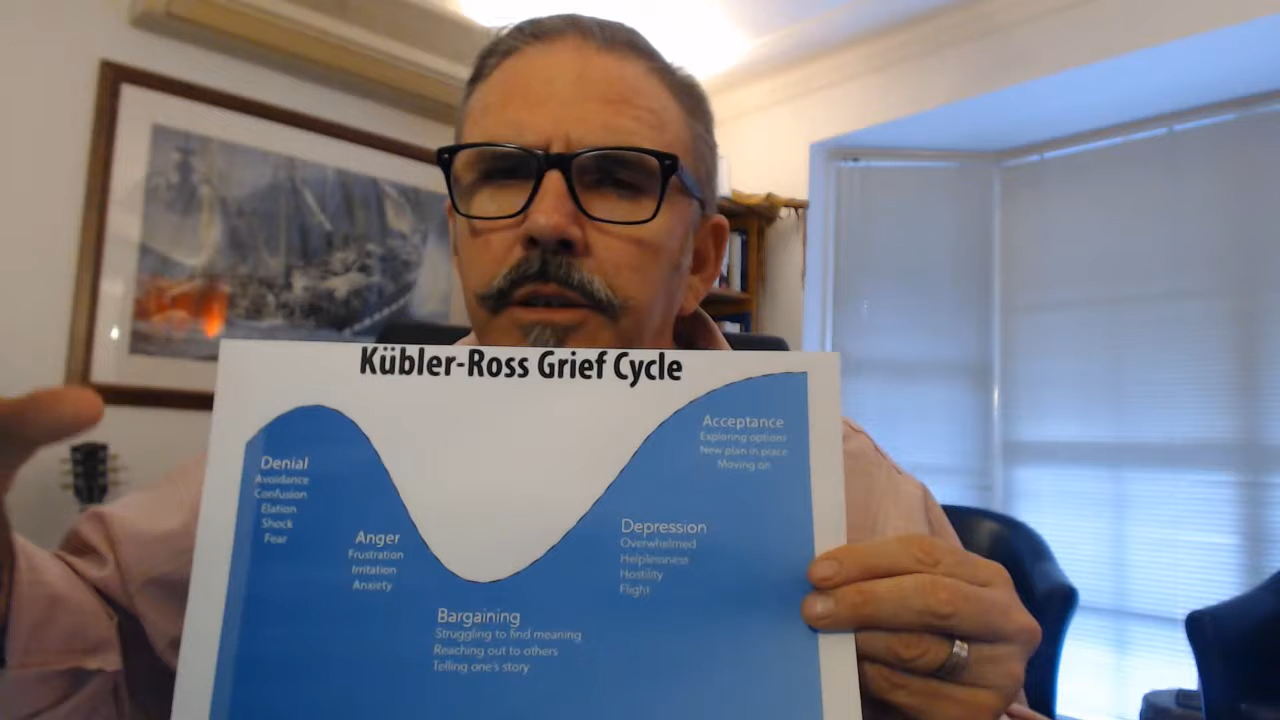 Kübler-Ross Grief Cycle
Denial
Avoidance
Confusion
Elation
Shock
Fear
Anger
Frustration
Irritation
Anxiety
Bargaining
Struggling to find meaning
Reaching out to others
Telling one's story
Depression
Overwhelmed
Helplessness
Hostility
Flight
Acceptance
Exploring options
New plan in place
Moving on